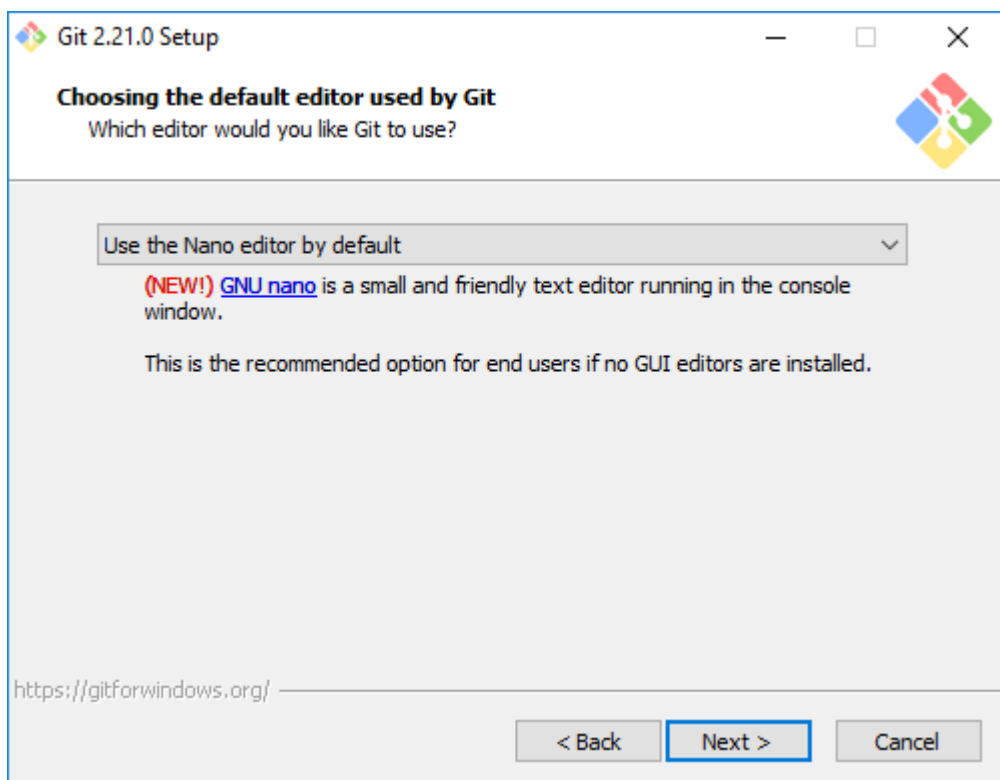 Git 2.21.0 Setup
Choosing the default editor used by Git
Which editor would you like Git to use?
Use the Nano editor by default
(NEW!) GNU nano is a small and friendly text editor running in the console
window.
This is the recommended option for end users if no GUI editors are installed.
https://gitforwindows.org/
< Back Next > Cancel